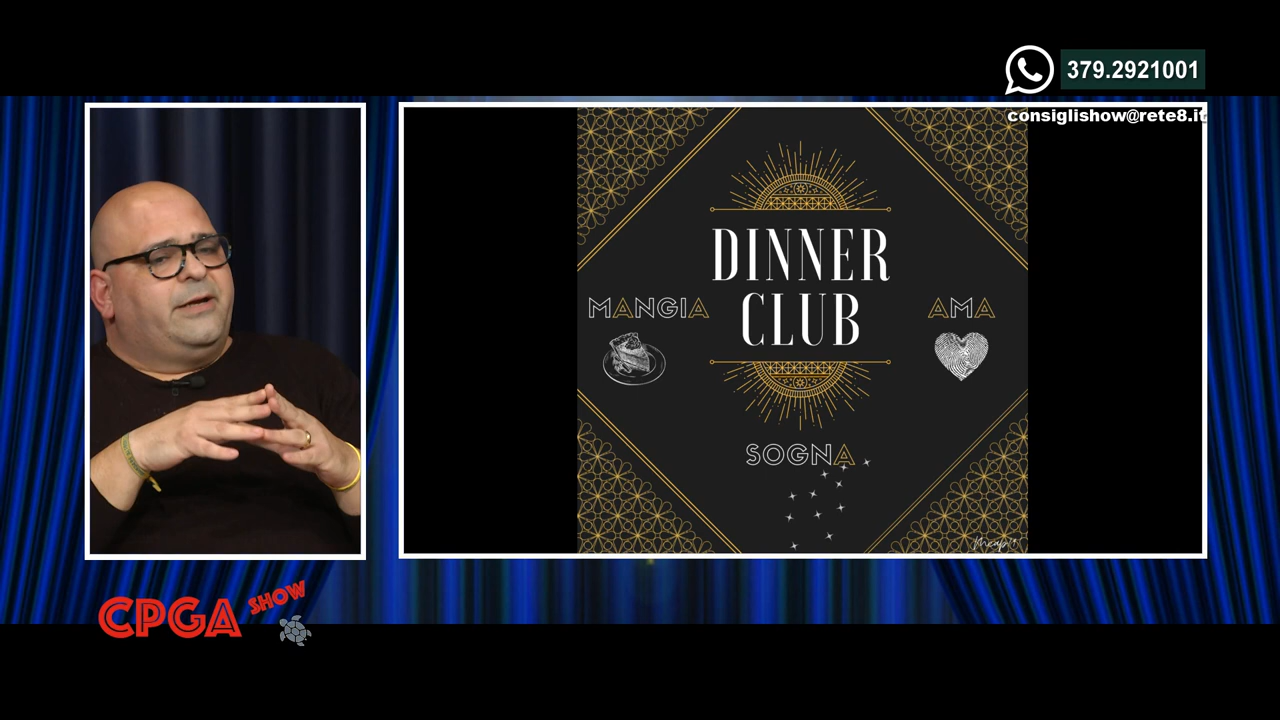 379.2921001
consiglishow@rete8.it
DINNER
CLUB
MANGIA
AMA
SOGNA
CPGA SHOW